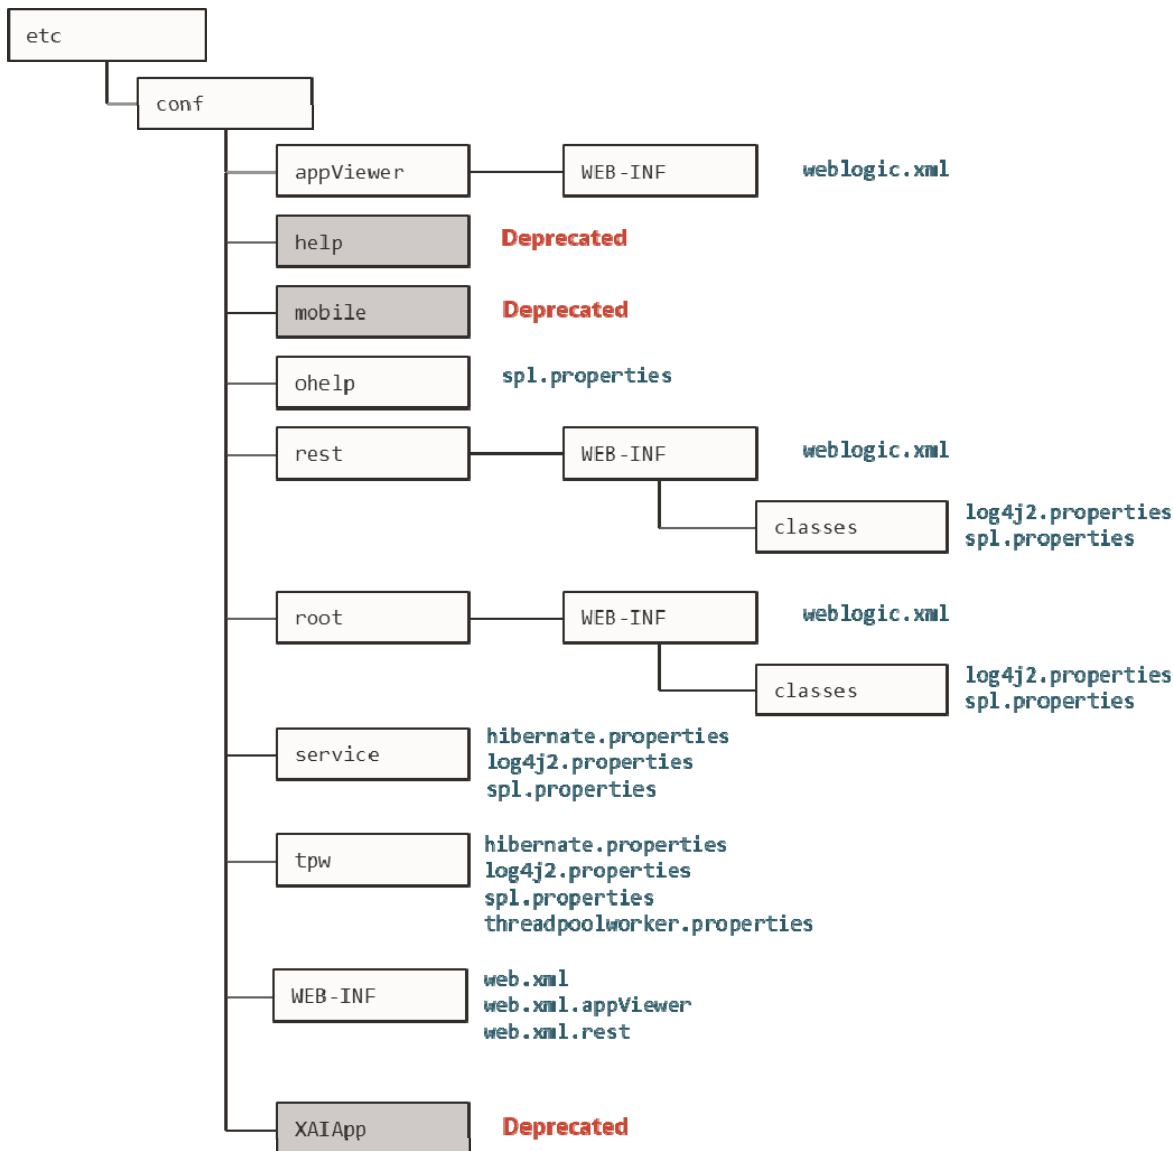 etc
conf
appViewer
WEB-INF
weblogic.xml
help
Deprecated
mobile
Deprecated
ohelp
spl.properties
rest
WEB-INF
weblogic.xml
classes
log4j2.properties
spl.properties
root
WEB-INF
weblogic.xml
classes
log4j2.properties
spl.properties
service
hibernate.properties
log4j2.properties
spl.properties
tpw
hibernate.properties
log4j2.properties
spl.properties
threadpoolworker.properties
WEB-INF
web.xml
web.xml.appViewer
web.xml.rest
XAIApp
Deprecated